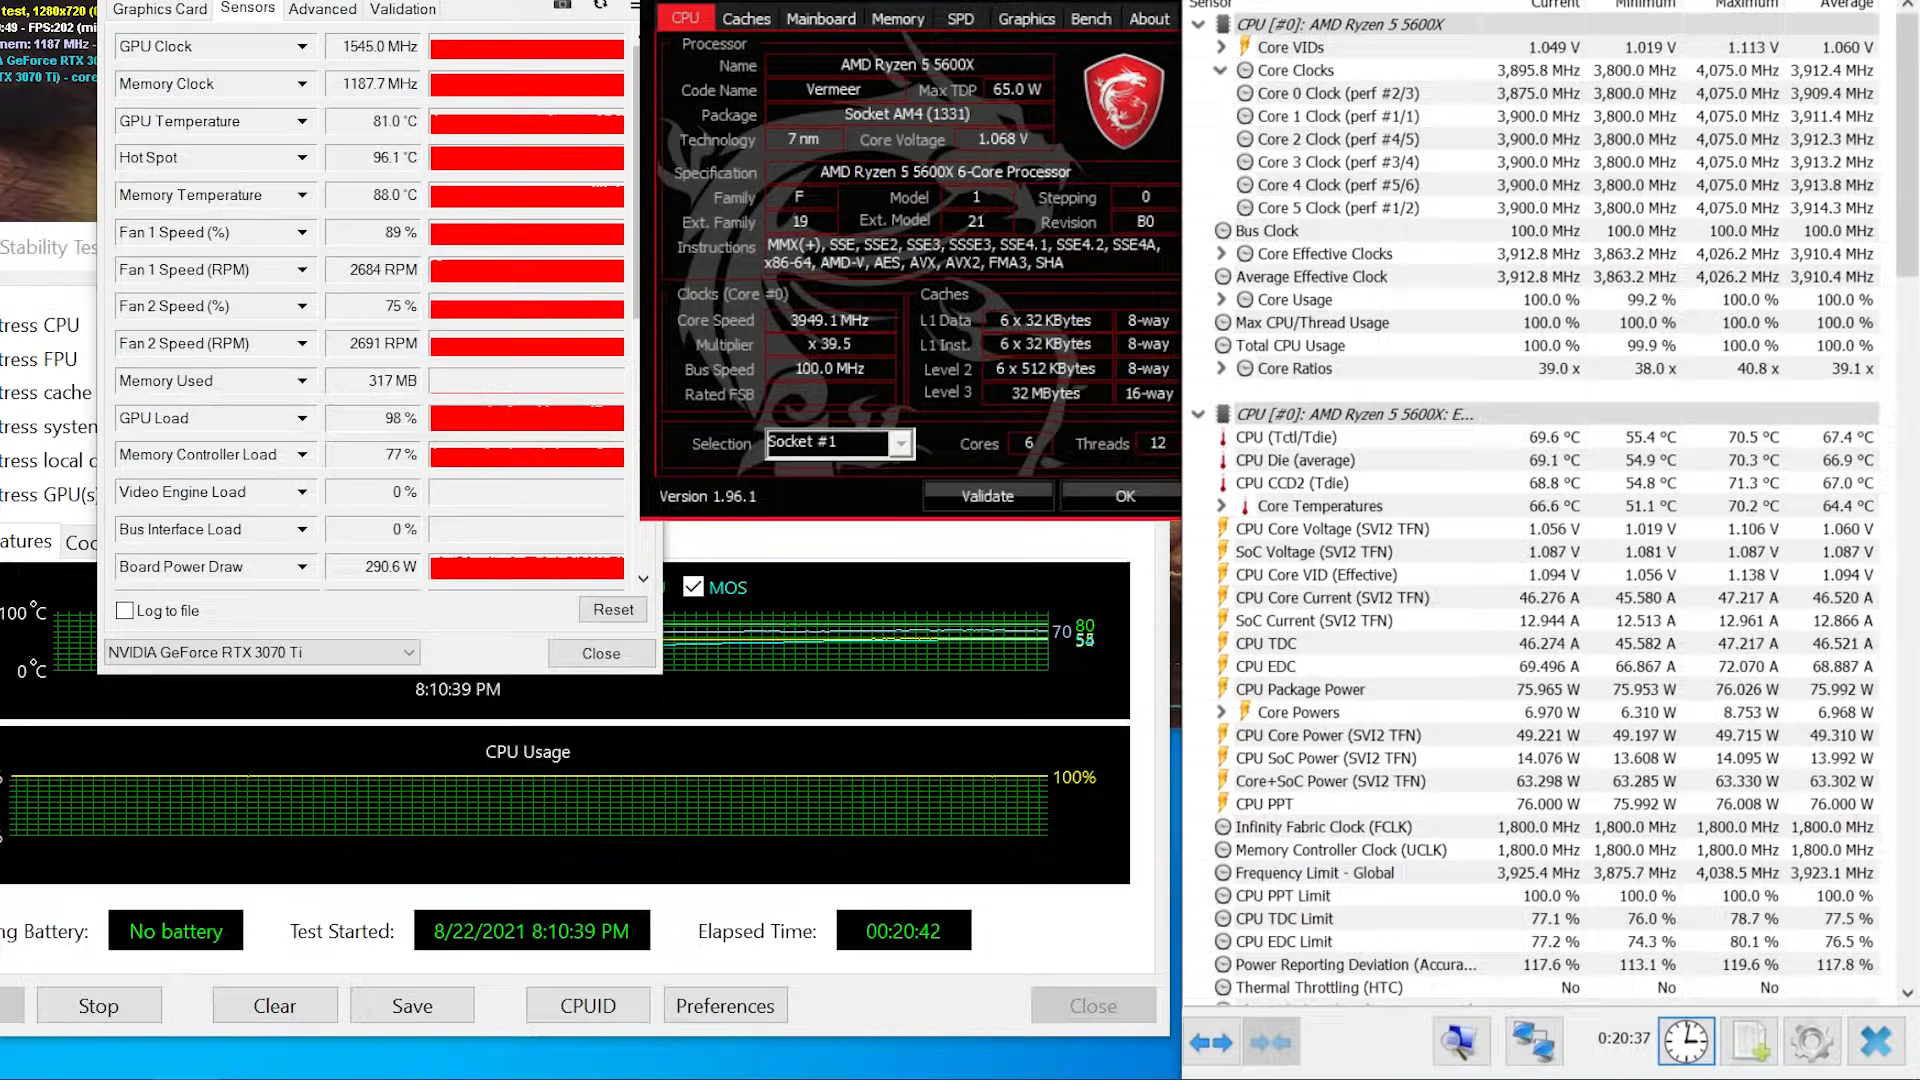 test, 1280x720 (
:49 - FPS:202 (mi
mem: 1187 MHz -
GeForce RTX 3070 Ti)
TX 3070 Ti) - core
Stability Tes
tress CPU
tress FPU
tress cache
tress system
tress local d
tress GPU(s)
atures
Coo
Graphics Card Sensors Advanced Validation
GPU Clock 1545.0 MHz
Memory Clock 1187.7 MHz
GPU Temperature 81.0 °C
Hot Spot 96.1 °C
Memory Temperature 88.0 °C
Fan 1 Speed (%) 89 %
Fan 1 Speed (RPM) 2684 RPM
Fan 2 Speed (%) 75 %
Fan 2 Speed (RPM) 2691 RPM
Memory Used 317 MB
GPU Load 98 %
Memory Controller Load 77 %
Video Engine Load 0 %
Bus Interface Load 0 %
Board Power Draw 290.6 W
Log to file Reset
NVIDIA GeForce RTX 3070 Ti Close
CPU Caches Mainboard Memory SPD Graphics Bench About
Processor
Name AMD Ryzen 5 5600X
Code Name Vermeer Max TDP 65.0 W
Package Socket AM4 (1331)
Technology 7 nm Core Voltage 1.068 V
Specification AMD Ryzen 5 5600X 6-Core Processor
Family F Model 1 Stepping 0
Ext. Family 19 Ext. Model 21 Revision B0
Instructions MMX(+), SSE, SSE2, SSE3, SSSE3, SSE4.1, SSE4.2, SSE4A,
x86-64, AMD-V, AES, AVX, AVX2, FMA3, SHA
Clocks (Core #0) Caches
Core Speed 3949.1 MHz L1 Data 6 x 32 KBytes 8-way
Multiplier x 39.5 L1 Inst. 6 x 32 KBytes 8-way
Bus Speed 100.0 MHz Level 2 6 x 512 KBytes 8-way
Rated FSB Level 3 32 MBytes 16-way
Selection Socket #1 Cores 6 Threads 12
Version 1.96.1 Validate OK
MOS
100°C
0°C
70 80
54
8:10:39 PM
CPU Usage
100%
ng Battery: No battery Test Started: 8/22/2021 8:10:39 PM Elapsed Time: 00:20:42
Stop Clear Save CPUID Preferences Close
Sensor Current Minimum Maximum Average
CPU [#0]: AMD Ryzen 5 5600X
Core VIDs 1.049 V 1.019 V 1.113 V 1.060 V
Core Clocks 3,895.8 MHz 3,800.0 MHz 4,075.0 MHz 3,912.4 MHz
Core 0 Clock (perf #2/3) 3,875.0 MHz 3,800.0 MHz 4,075.0 MHz 3,909.4 MHz
Core 1 Clock (perf #1/1) 3,900.0 MHz 3,800.0 MHz 4,075.0 MHz 3,911.4 MHz
Core 2 Clock (perf #4/5) 3,900.0 MHz 3,800.0 MHz 4,075.0 MHz 3,912.3 MHz
Core 3 Clock (perf #3/4) 3,900.0 MHz 3,800.0 MHz 4,075.0 MHz 3,913.2 MHz
Core 4 Clock (perf #5/6) 3,900.0 MHz 3,800.0 MHz 4,075.0 MHz 3,913.8 MHz
Core 5 Clock (perf #1/2) 3,900.0 MHz 3,800.0 MHz 4,075.0 MHz 3,914.3 MHz
Bus Clock 100.0 MHz 100.0 MHz 100.0 MHz 100.0 MHz
Core Effective Clocks 3,912.8 MHz 3,863.2 MHz 4,026.2 MHz 3,910.4 MHz
Average Effective Clock 3,912.8 MHz 3,863.2 MHz 4,026.2 MHz 3,910.4 MHz
Core Usage 100.0 % 99.2 % 100.0 % 100.0 %
Max CPU/Thread Usage 100.0 % 100.0 % 100.0 % 100.0 %
Total CPU Usage 100.0 % 99.9 % 100.0 % 100.0 %
Core Ratios 39.0 x 38.0 x 40.8 x 39.1 x
CPU [#0]: AMD Ryzen 5 5600X: E...
CPU (Tctl/Tdie) 69.6 °C 55.4 °C 70.5 °C 67.4 °C
CPU Die (average) 69.1 °C 54.9 °C 70.3 °C 66.9 °C
CPU CCD2 (Tdie) 68.8 °C 54.8 °C 71.3 °C 67.0 °C
Core Temperatures 66.6 °C 51.1 °C 70.2 °C 64.4 °C
CPU Core Voltage (SVI2 TFN) 1.056 V 1.019 V 1.106 V 1.060 V
SoC Voltage (SVI2 TFN) 1.087 V 1.081 V 1.087 V 1.087 V
CPU Core VID (Effective) 1.094 V 1.056 V 1.138 V 1.094 V
CPU Core Current (SVI2 TFN) 46.276 A 45.580 A 47.217 A 46.520 A
SoC Current (SVI2 TFN) 12.944 A 12.513 A 12.961 A 12.866 A
CPU TDC 46.274 A 45.582 A 47.217 A 46.521 A
CPU EDC 69.496 A 66.867 A 72.070 A 68.887 A
CPU Package Power 75.965 W 75.953 W 76.026 W 75.992 W
Core Powers 6.970 W 6.310 W 8.753 W 6.968 W
CPU Core Power (SVI2 TFN) 49.221 W 49.197 W 49.715 W 49.310 W
CPU SoC Power (SVI2 TFN) 14.076 W 13.608 W 14.095 W 13.992 W
Core+SoC Power (SVI2 TFN) 63.298 W 63.285 W 63.330 W 63.302 W
CPU PPT 76.000 W 75.992 W 76.008 W 76.000 W
Infinity Fabric Clock (FCLK) 1,800.0 MHz 1,800.0 MHz 1,800.0 MHz 1,800.0 MHz
Memory Controller Clock (UCLK) 1,800.0 MHz 1,800.0 MHz 1,800.0 MHz 1,800.0 MHz
Frequency Limit - Global 3,925.4 MHz 3,875.7 MHz 4,038.5 MHz 3,923.1 MHz
CPU PPT Limit 100.0 % 100.0 % 100.0 % 100.0 %
CPU TDC Limit 77.1 % 76.0 % 78.7 % 77.5 %
CPU EDC Limit 77.2 % 74.3 % 80.1 % 76.5 %
Power Reporting Deviation (Accura... 117.6 % 113.1 % 119.6 % 117.8 %
Thermal Throttling (HTC) No No No
0:20:37